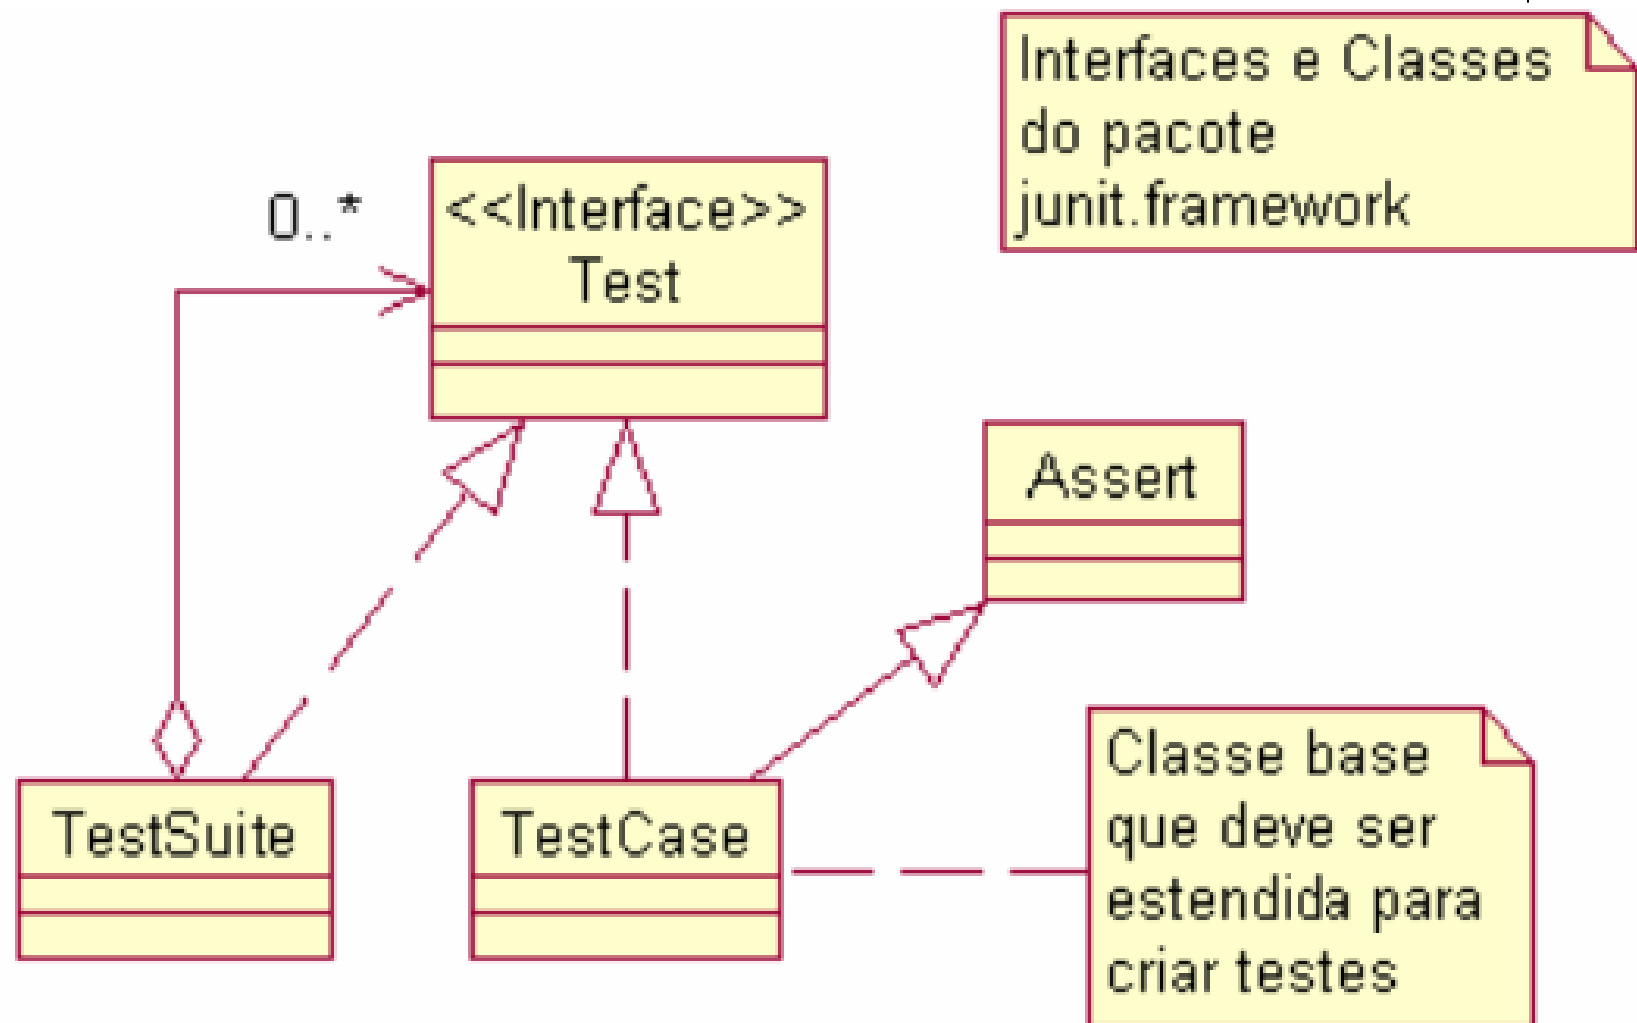 Interfaces e Classes
do pacote
junit.framework
0..*
<<Interface>>
Test
Assert
TestSuite
TestCase
Classe base
que deve ser
estendida para
criar testes